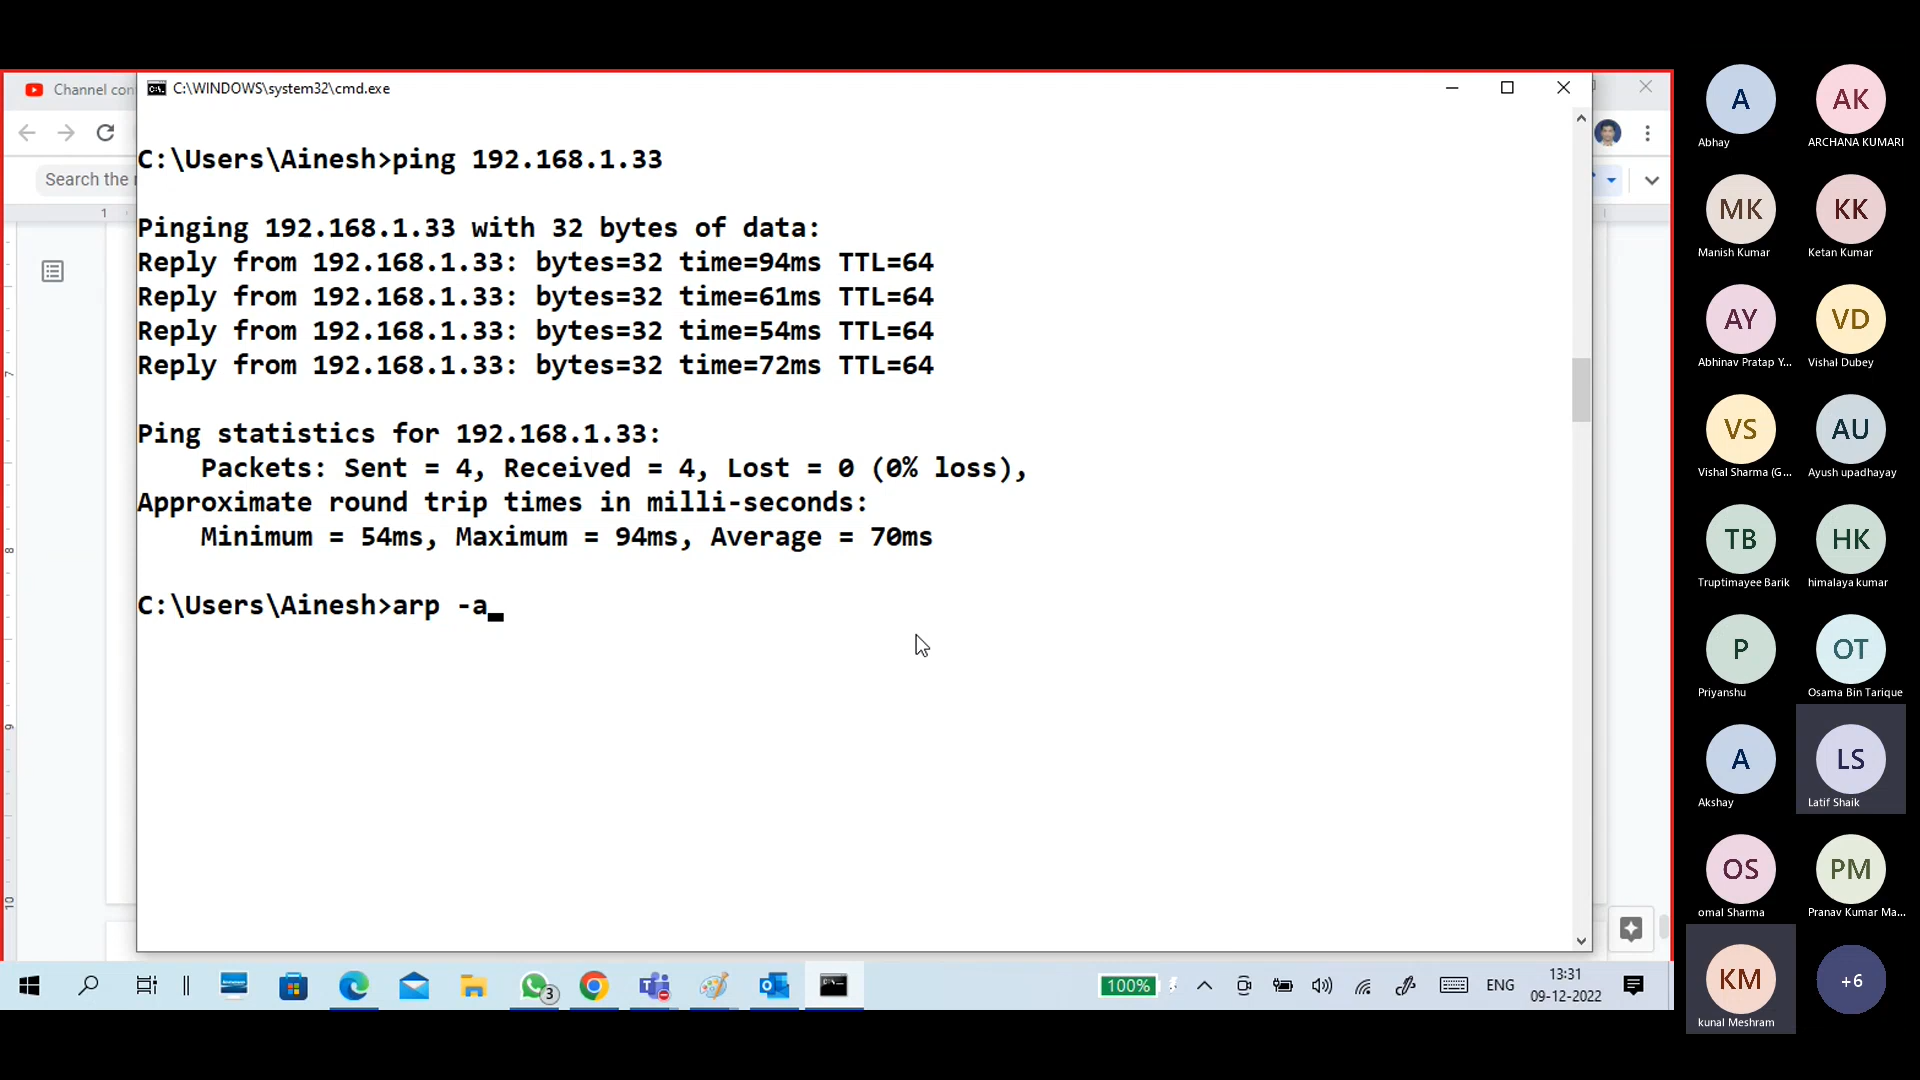 Channel con
C:\WINDOWS\system32\cmd.exe
Search the
1
C:\Users\Ainesh>ping 192.168.1.33
Pinging 192.168.1.33 with 32 bytes of data:
Reply from 192.168.1.33: bytes=32 time=94ms TTL=64
Reply from 192.168.1.33: bytes=32 time=61ms TTL=64
Reply from 192.168.1.33: bytes=32 time=54ms TTL=64
Reply from 192.168.1.33: bytes=32 time=72ms TTL=64
Ping statistics for 192.168.1.33:
Packets: Sent = 4, Received = 4, Lost = 0 (0% loss),
Approximate round trip times in milli-seconds:
Minimum = 54ms, Maximum = 94ms, Average = 70ms
C:\Users\Ainesh>arp -a_
7
8
9
10
3
100%
ENG
13:31
09-12-2022
A
Abhay
AK
ARCHANA KUMARI
MK
Manish Kumar
KK
Ketan Kumar
AY
Abhinav Pratap Y...
VD
Vishal Dubey
VS
Vishal Sharma (G...
AU
Ayush upadhayay
TB
Truptimayee Barik
HK
himalaya kumar
P
Priyanshu
OT
Osama Bin Tarique
A
Akshay
LS
Latif Shaik
OS
omal Sharma
PM
Pranav Kumar Ma...
KM
kunal Meshram
+6